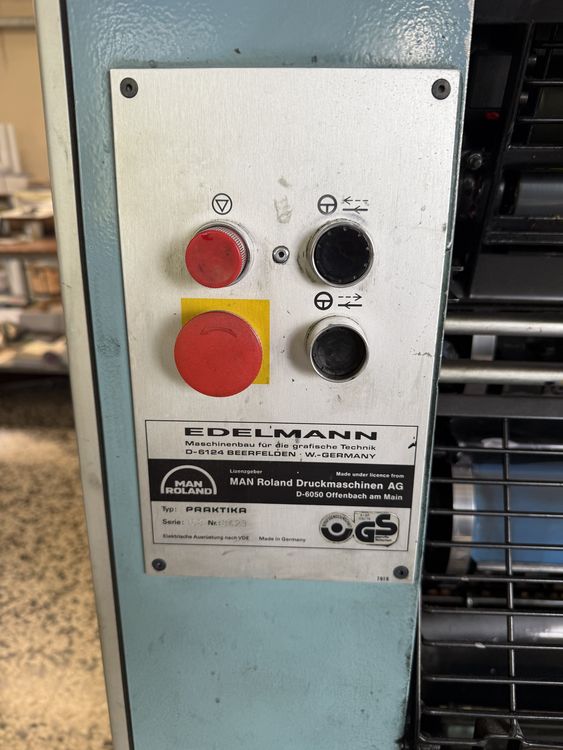 EDELMANN
Maschinenbau für die grafische Technik
D-6124 BEERFELDEN · W.-GERMANY
MAN
ROLAND
Lizenzgeber
Made under licence from
MAN Roland Druckmaschinen AG
D-6050 Offenbach am Main
Typ: PRAKTIKA
Serie: Nr.
GS
Elektrische Ausrüstung nach VDE Made in Germany